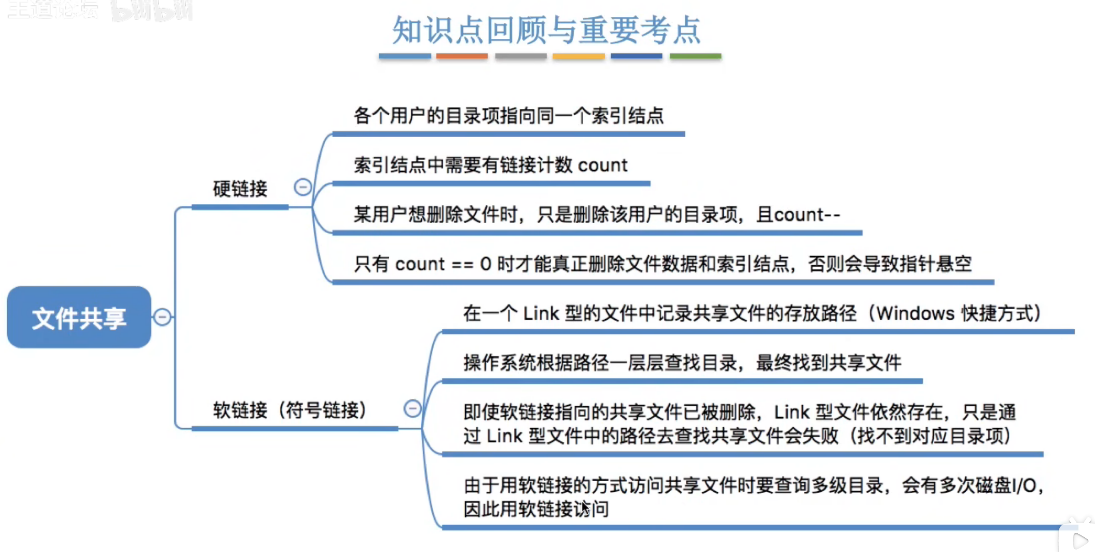 王道论坛 bilibili
知识点回顾与重要考点
各个用户的目录项指向同一个索引结点
索引结点中需要有链接计数 count
硬链接
某用户想删除文件时，只是删除该用户的目录项，且count--
只有 count == 0 时才能真正删除文件数据和索引结点，否则会导致指针悬空
文件共享
在一个 Link 型的文件中记录共享文件的存放路径（Windows 快捷方式）
操作系统根据路径一层层查找目录，最终找到共享文件
软链接（符号链接）
即使软链接指向的共享文件已被删除，Link 型文件依然存在，只是通
过 Link 型文件中的路径去查找共享文件会失败（找不到对应目录项）
由于用软链接的方式访问共享文件时要查询多级目录，会有多次磁盘I/O，
因此用软链接访问